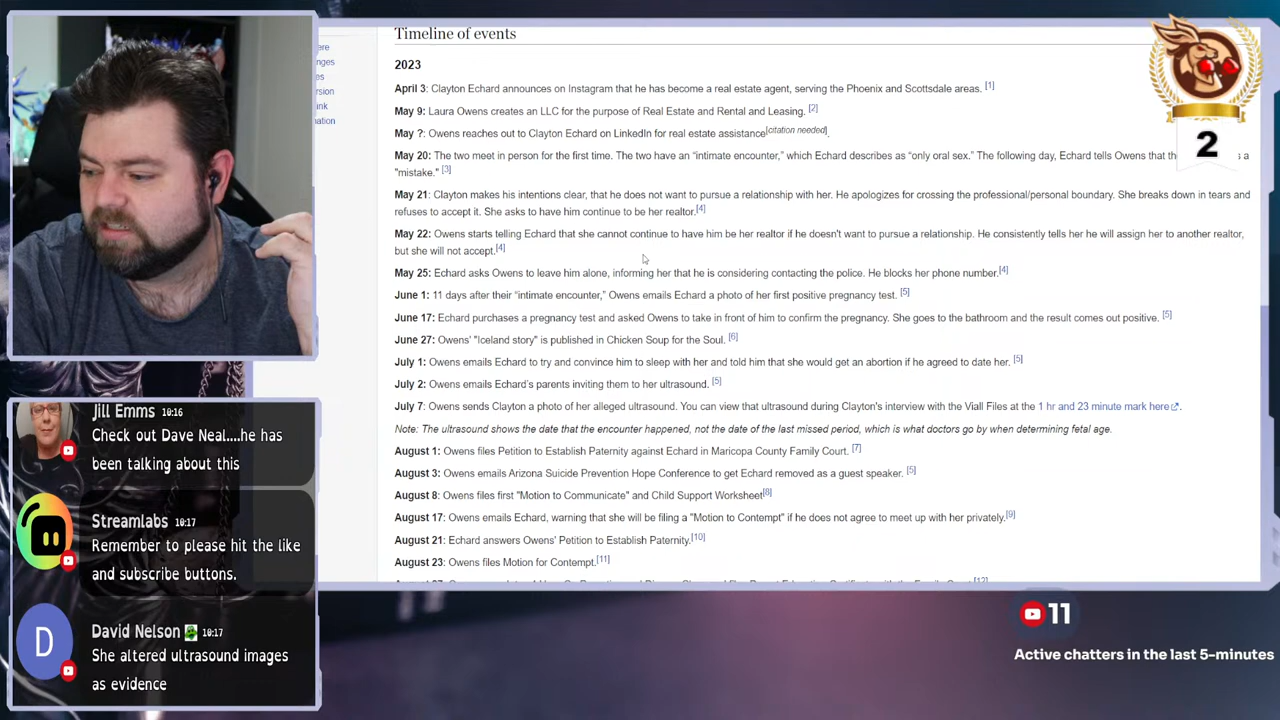 Timeline of events
2023
ere
nges
es
ersion
ink
nation
April 3: Clayton Echard announces on Instagram that he has become a real estate agent, serving the Phoenix and Scottsdale areas. [1]
May 9: Laura Owens creates an LLC for the purpose of Real Estate and Rental and Leasing. [2]
May ?: Owens reaches out to Clayton Echard on LinkedIn for real estate assistance[citation needed].
May 20: The two meet in person for the first time. The two have an “intimate encounter,” which Echard describes as “only oral sex.” The following day, Echard tells Owens that the s a
"mistake." [3]
May 21: Clayton makes his intentions clear, that he does not want to pursue a relationship with her. He apologizes for crossing the professional/personal boundary. She breaks down in tears and
refuses to accept it. She asks to have him continue to be her realtor.[4]
May 22: Owens starts telling Echard that she cannot continue to have him be her realtor if he doesn't want to pursue a relationship. He consistently tells her he will assign her to another realtor,
but she will not accept.[4]
May 25: Echard asks Owens to leave him alone, informing her that he is considering contacting the police. He blocks her phone number.[4]
June 1: 11 days after their “intimate encounter,” Owens emails Echard a photo of her first positive pregnancy test. [5]
June 17: Echard purchases a pregnancy test and asked Owens to take in front of him to confirm the pregnancy. She goes to the bathroom and the result comes out positive. [5]
June 27: Owens' "Iceland story" is published in Chicken Soup for the Soul. [6]
July 1: Owens emails Echard to try and convince him to sleep with her and told him that she would get an abortion if he agreed to date her. [5]
July 2: Owens emails Echard's parents inviting them to her ultrasound. [5]
July 7: Owens sends Clayton a photo of her alleged ultrasound. You can view that ultrasound during Clayton's interview with the Viall Files at the 1 hr and 23 minute mark here.
Note: The ultrasound shows the date that the encounter happened, not the date of the last missed period, which is what doctors go by when determining fetal age.
August 1: Owens files Petition to Establish Paternity against Echard in Maricopa County Family Court. [7]
August 3: Owens emails Arizona Suicide Prevention Hope Conference to get Echard removed as a guest speaker. [5]
August 8: Owens files first "Motion to Communicate" and Child Support Worksheet[8]
August 17: Owens emails Echard, warning that she will be filing a "Motion to Contempt" if he does not agree to meet up with her privately.[9]
August 21: Echard answers Owens' Petition to Establish Paternity.[10]
August 23: Owens files Motion for Contempt.[11]
2
Jill Emms 10:16
Check out Dave Neal....he has
been talking about this
Streamlabs 10:17
Remember to please hit the like
and subscribe buttons.
D
David Nelson 10:17
She altered ultrasound images
as evidence
11
Active chatters in the last 5-minutes